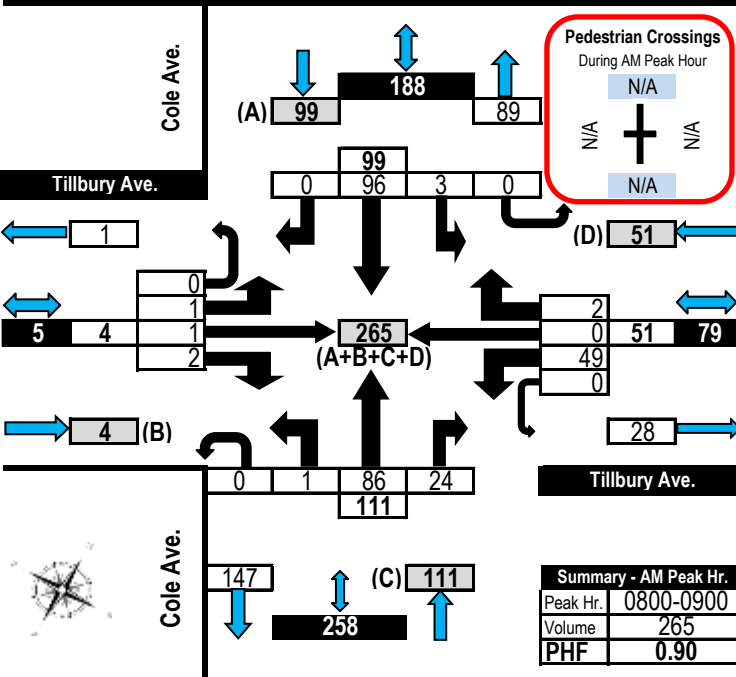 Cole Ave.
Tillbury Ave.
Pedestrian Crossings
During AM Peak Hour
N/A
N/A
N/A
N/A
188
(A) 99
89
99
0 96 3 0
1
(D) 51
0
1
5 4 1
2
265
(A+B+C+D)
2
0 51 79
49
0
4 (B)
28
0 1 86 24
111
Tillbury Ave.
Cole Ave.
147
(C) 111
258
Summary - AM Peak Hr.
Peak Hr. 0800-0900
Volume 265
PHF 0.90